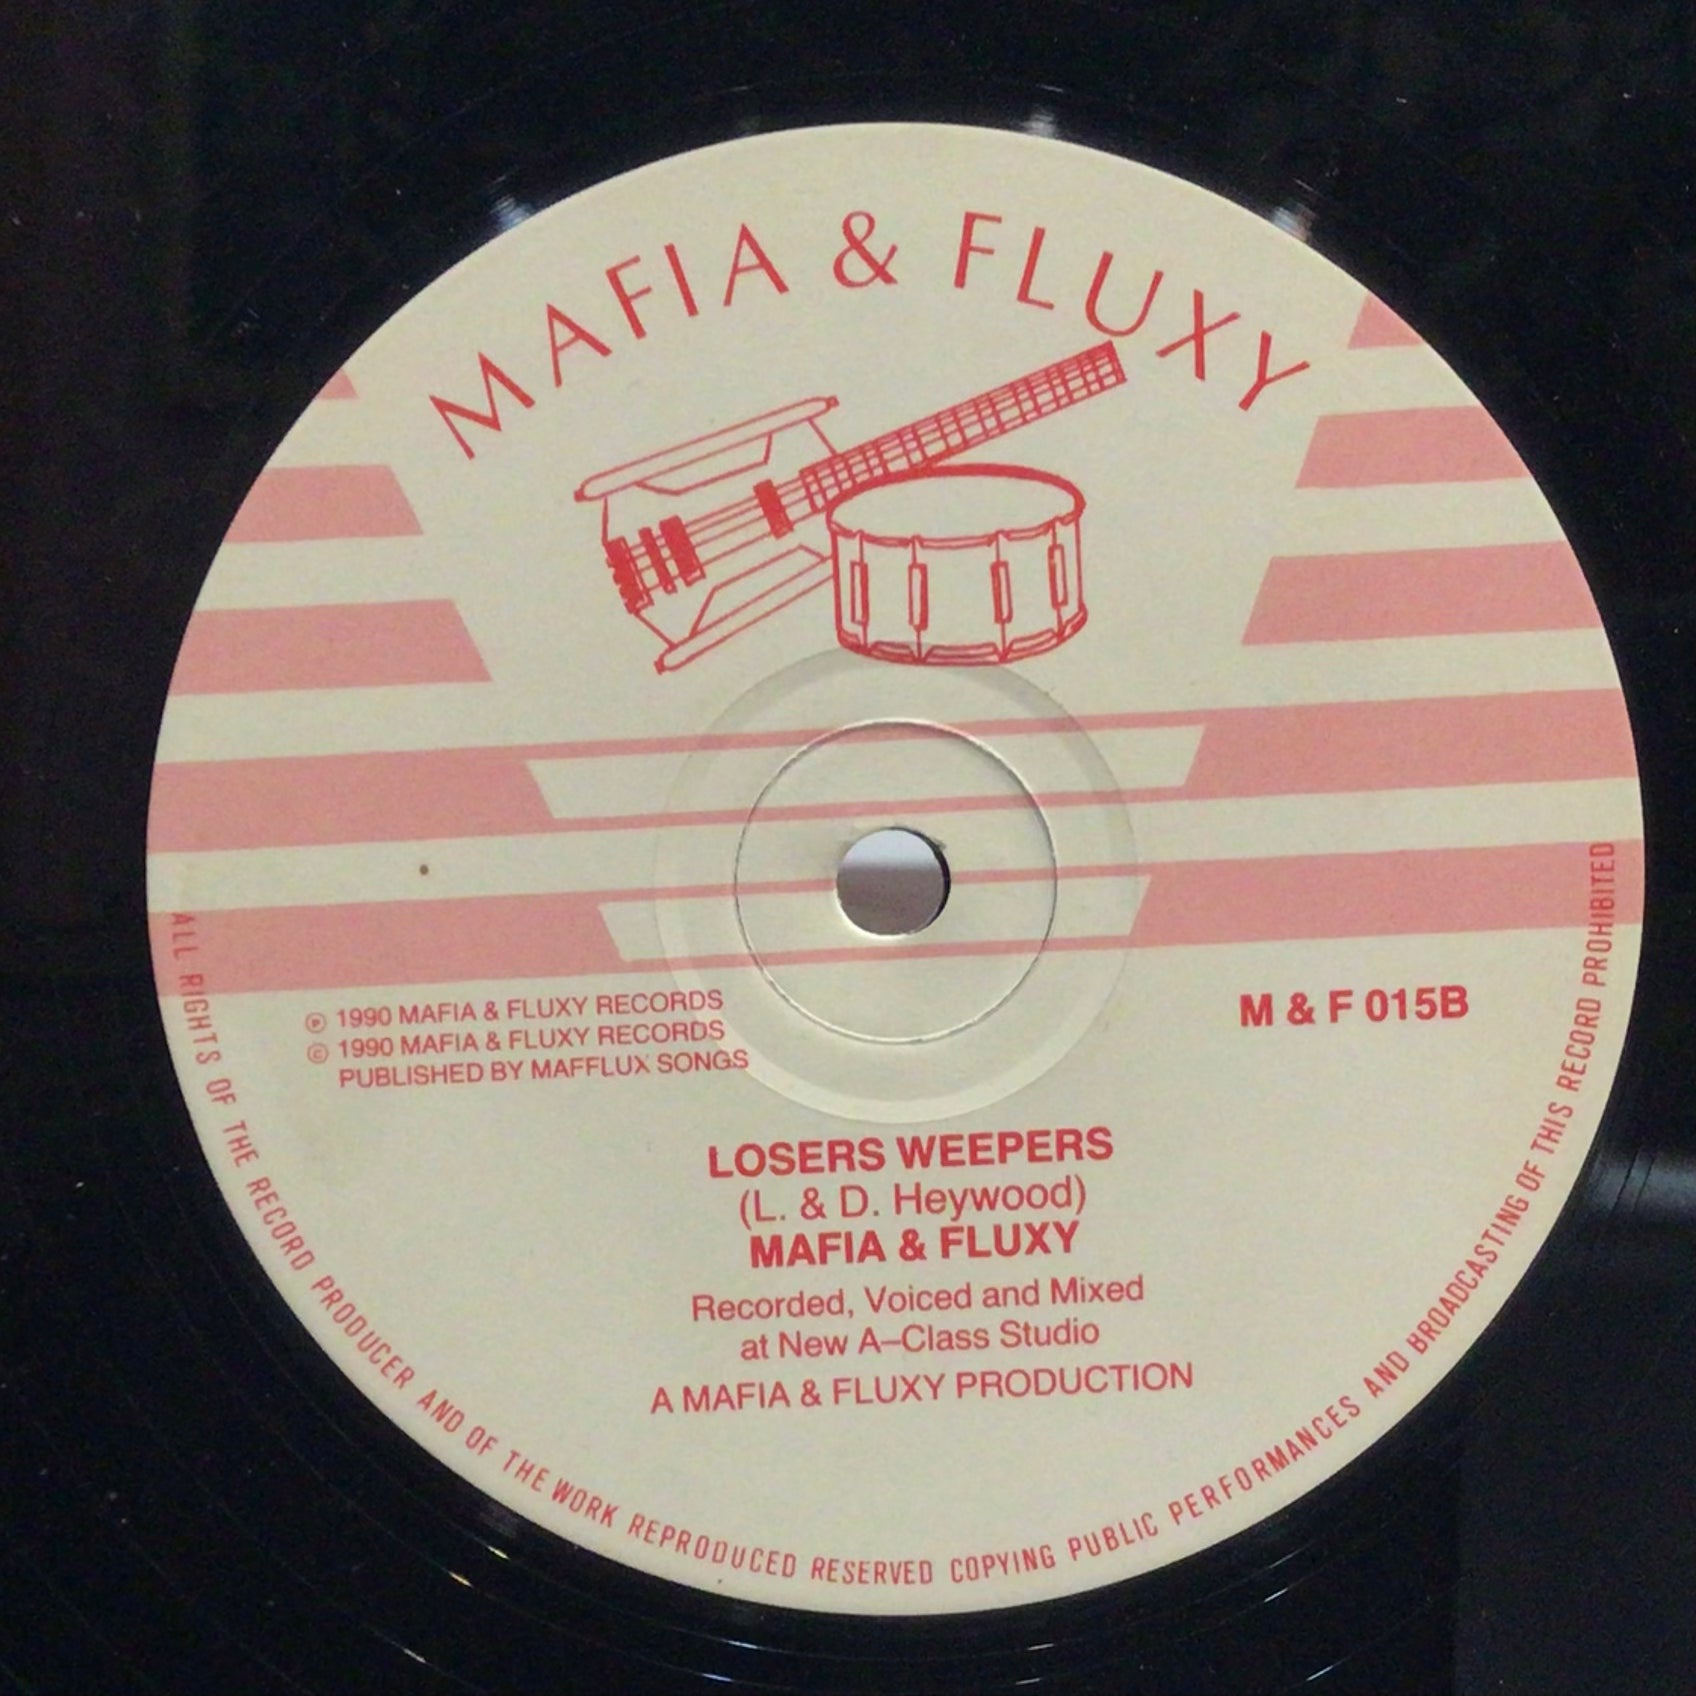 MAFIA & FLUXY
℗ 1990 MAFIA & FLUXY RECORDS
© 1990 MAFIA & FLUXY RECORDS
PUBLISHED BY MAFFLUX SONGS
M & F 015B
LOSERS WEEPERS
(L. & D. Heywood)
MAFIA & FLUXY
Recorded, Voiced and Mixed
at New A–Class Studio
A MAFIA & FLUXY PRODUCTION
ALL RIGHTS OF THE RECORD PRODUCER AND OF THE WORK REPRODUCED RESERVED COPYING PUBLIC PERFORMANCES AND BROADCASTING OF THIS RECORD PROHIBITED